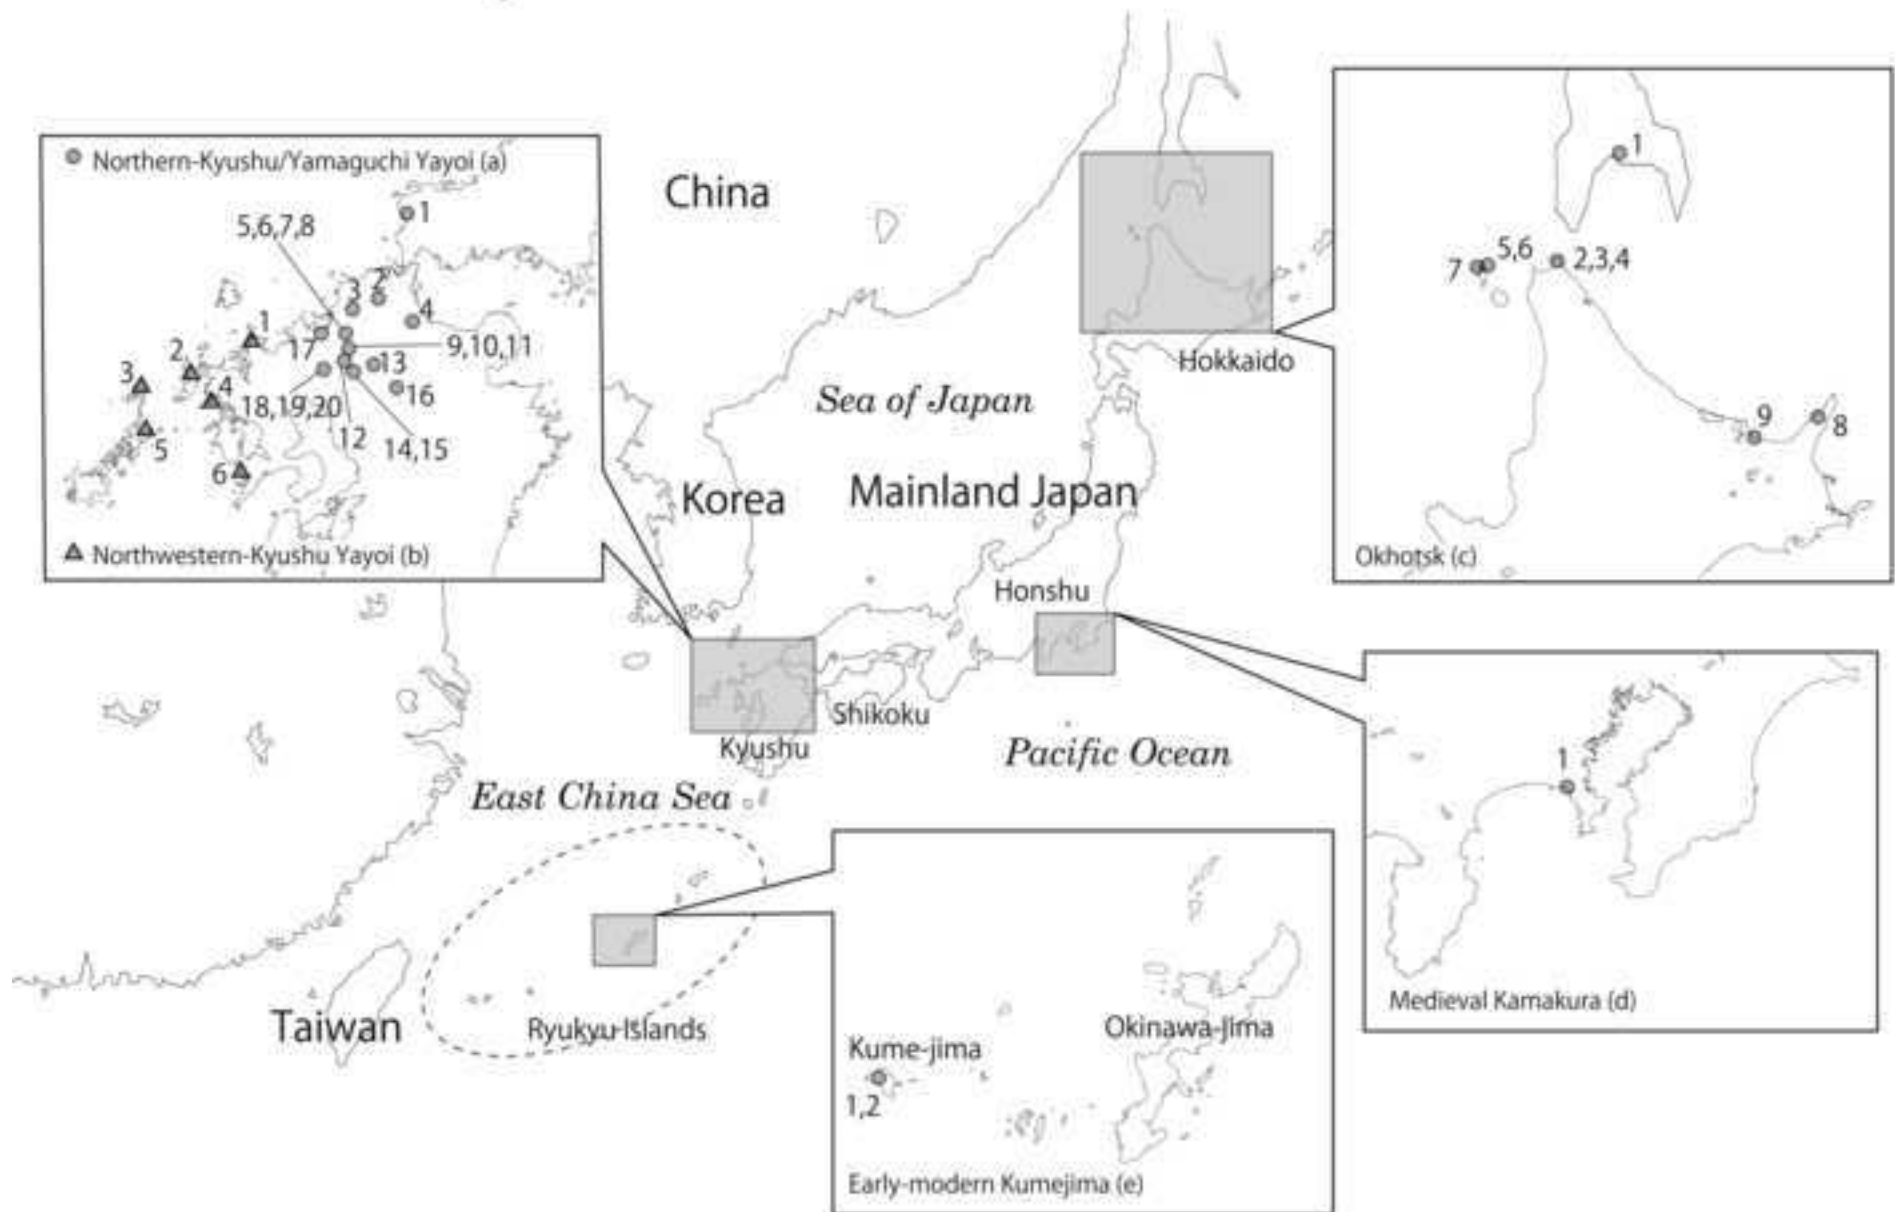 China
Hokkaido
Sea of Japan
Korea
Mainland Japan
Honshu
Shikoku
Kyushu
Pacific Ocean
East China Sea
Taiwan
Ryukyu Islands
Northern-Kyushu/Yamaguchi Yayoi (a)
1
5,6,7,8
2
3
4
1
17
9,10,11
2
13
3
4
16
18,19,20
12
14,15
5
6
Northwestern-Kyushu Yayoi (b)
1
5,6
2,3,4
7
9
8
Okhotsk (c)
1
Medieval Kamakura (d)
Okinawa-Jima
Kume-jima
1,2
Early-modern Kumejima (e)